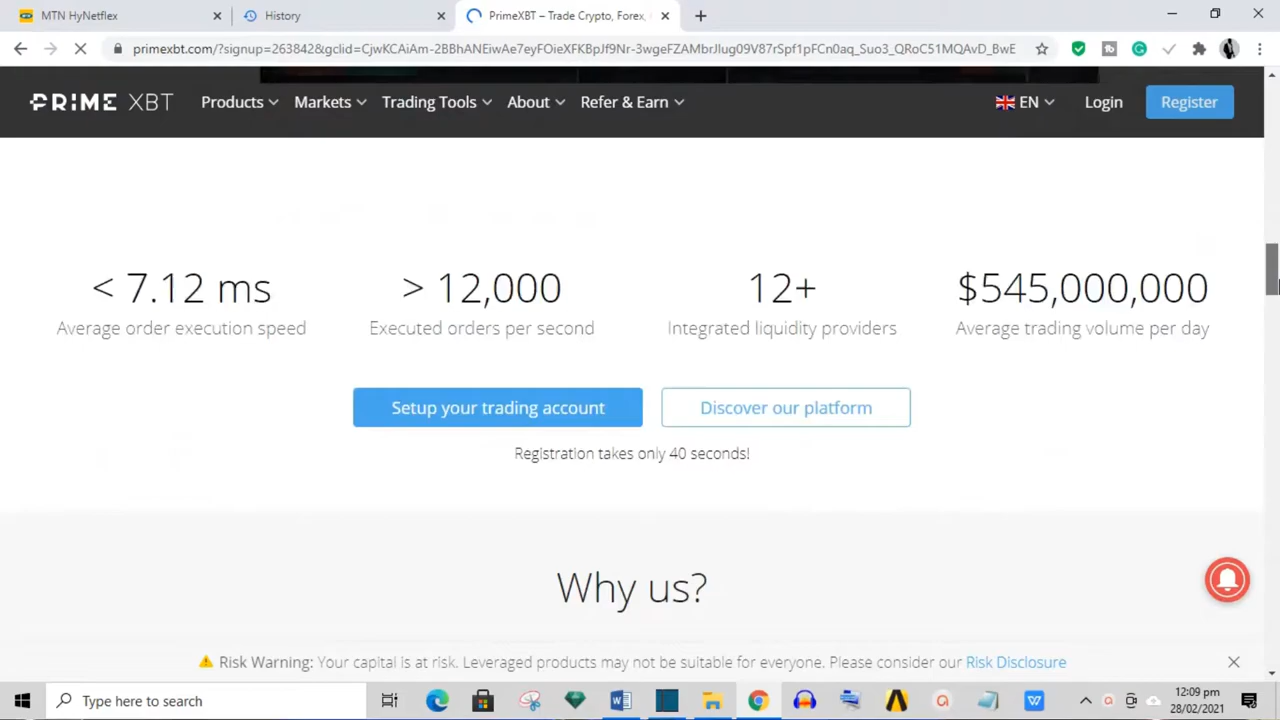 MTN HyNetflex
History
PrimeXBT – Trade Crypto, Forex,
primexbt.com/?signup=263842&gclid=CjwKCAiAm-2BBhANEiwAe7eyFOieXFKBpJf9Nr-3wgeFZAMbrJlug09V87rSpf1pFCn0aq_Suo3_QRoC51MQAvD_BwE
PRIME XBT
Products
Markets
Trading Tools
About
Refer & Earn
EN
Login
Register
< 7.12 ms
> 12,000
12+
$545,000,000
Average order execution speed
Executed orders per second
Integrated liquidity providers
Average trading volume per day
Setup your trading account
Discover our platform
Registration takes only 40 seconds!
Why us?
Risk Warning: Your capital is at risk. Leveraged products may not be suitable for everyone. Please consider our Risk Disclosure
Type here to search
12:09 pm
28/02/2021